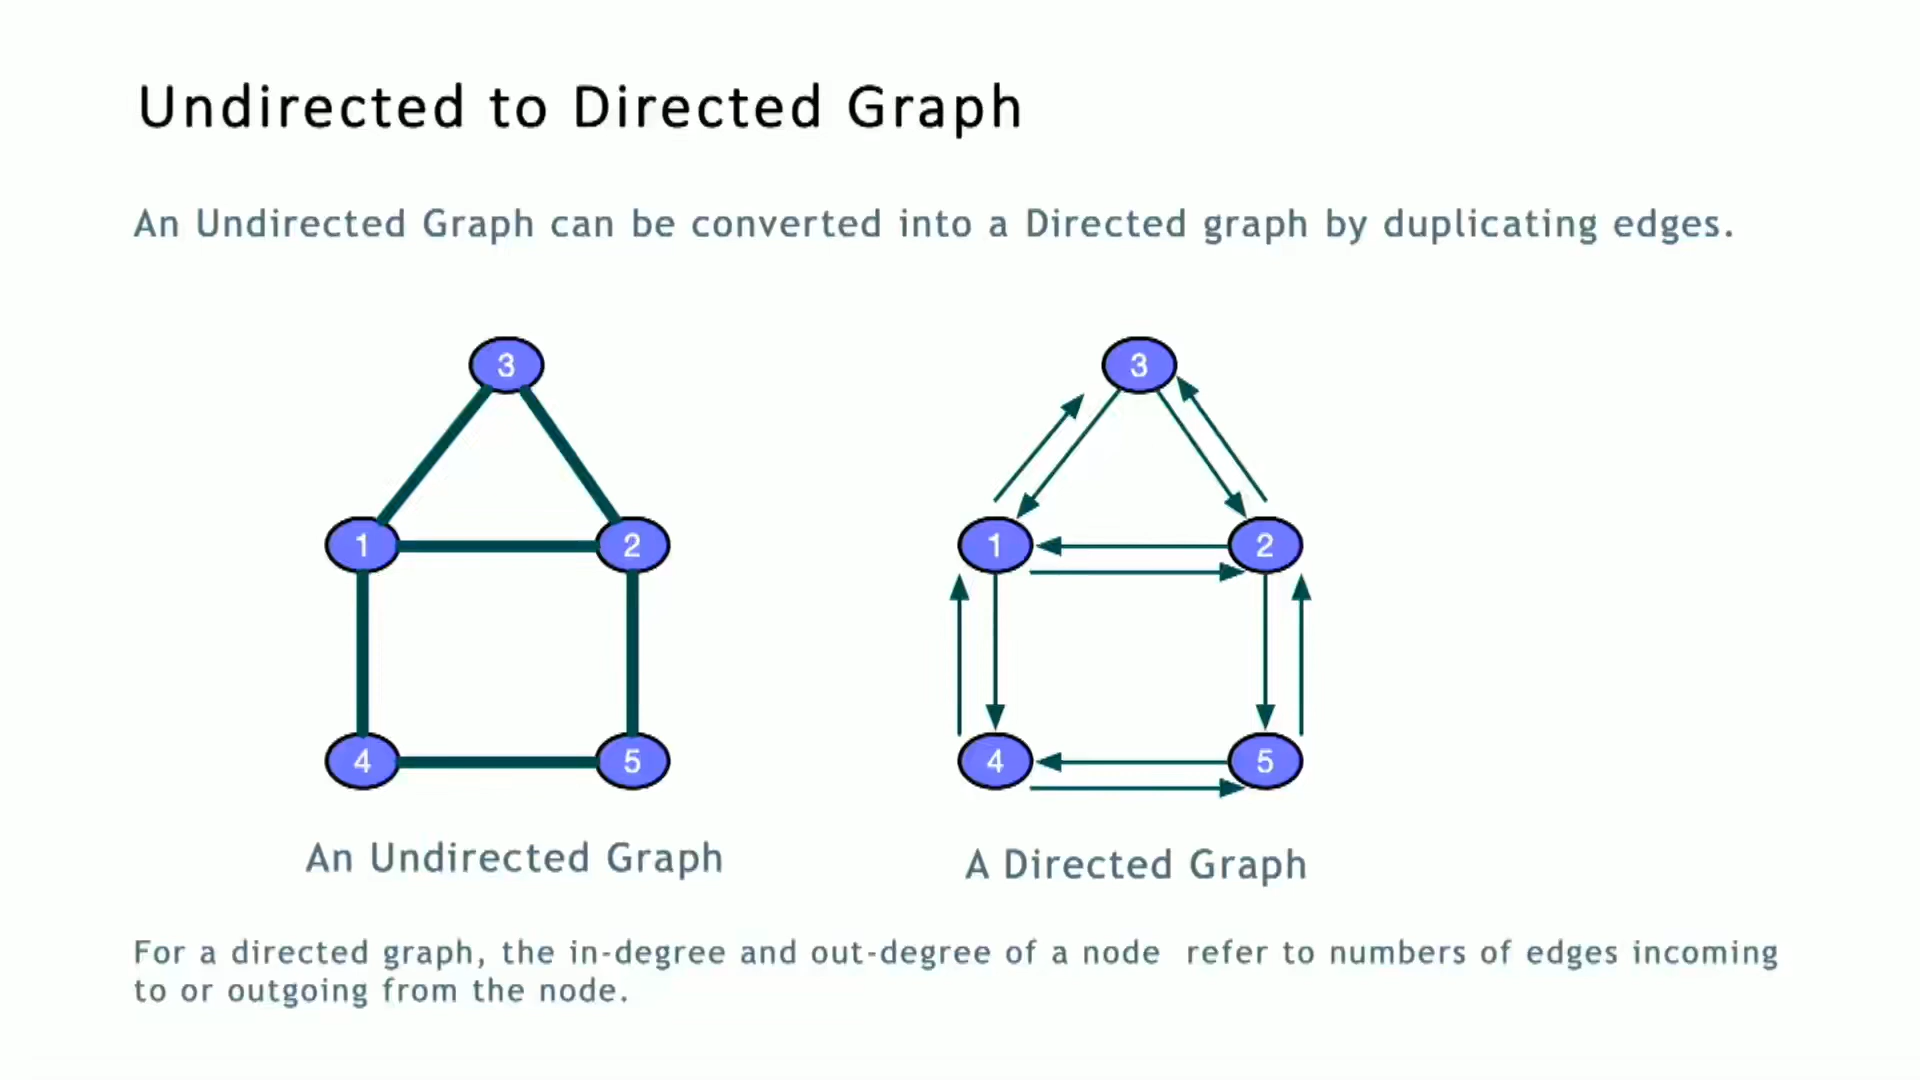 Undirected to Directed Graph
An Undirected Graph can be converted into a Directed graph by duplicating edges.
3
3
1
2
1
2
4
5
4
5
An Undirected Graph
A Directed Graph
For a directed graph, the in-degree and out-degree of a node refer to numbers of edges incoming
to or outgoing from the node.